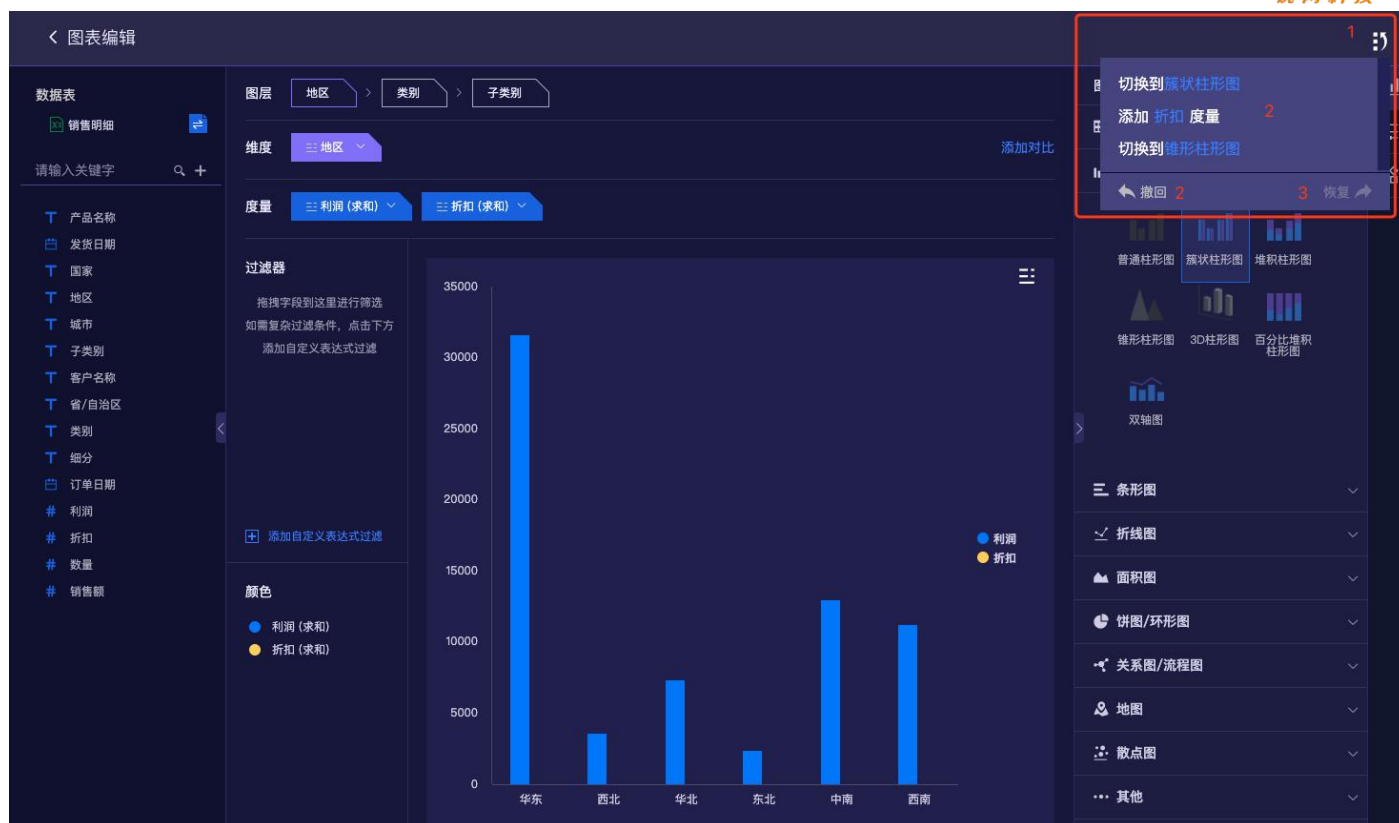 图表编辑
1
数据表
销售明细
请输入关键字
产品名称
发货日期
国家
地区
城市
子类别
客户名称
省/自治区
类别
细分
订单日期
利润
折扣
数量
销售额
图层 地区 > 类别 > 子类别
维度 地区 添加对比
度量 利润 (求和) 折扣 (求和)
过滤器
拖拽字段到这里进行筛选
如需复杂过滤条件，点击下方
添加自定义表达式过滤
添加自定义表达式过滤
颜色
利润 (求和)
折扣 (求和)
35000
30000
25000
20000
15000
10000
5000
0
华东 西北 华北 东北 中南 西南
利润
折扣
切换到簇状柱形图
添加 折扣 度量 2
切换到锥形柱形图
撤回 2 3 恢复
普通柱形图 簇状柱形图 堆积柱形图
锥形柱形图 3D柱形图 百分比堆积
柱形图
双轴图
条形图
折线图
面积图
饼图/环形图
关系图/流程图
地图
散点图
其他